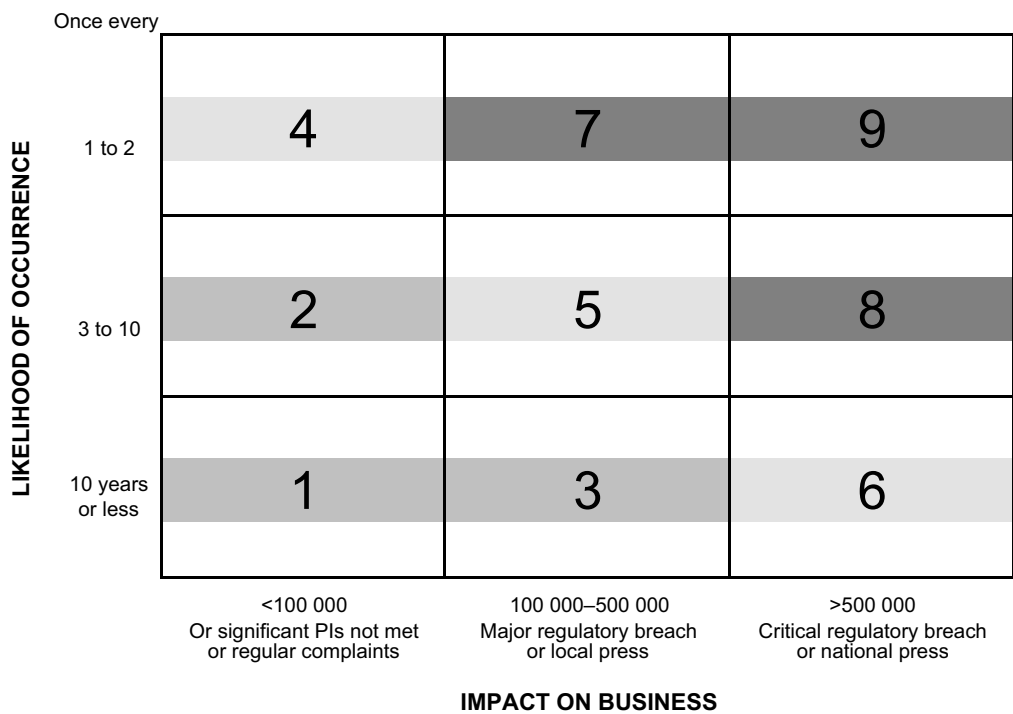 Once every
LIKELIHOOD OF OCCURRENCE
1 to 2
4
7
9
3 to 10
2
5
8
10 years
or less
1
3
6
<100 000
100 000–500 000
>500 000
Or significant PIs not met
or regular complaints
Major regulatory breach
or local press
Critical regulatory breach
or national press
IMPACT ON BUSINESS